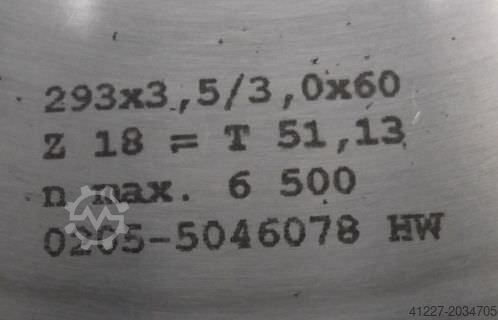 293x3,5/3,0x60
Z 18 = T 51,13
n max. 6 500
0205-5046078 HW
41227-2034705